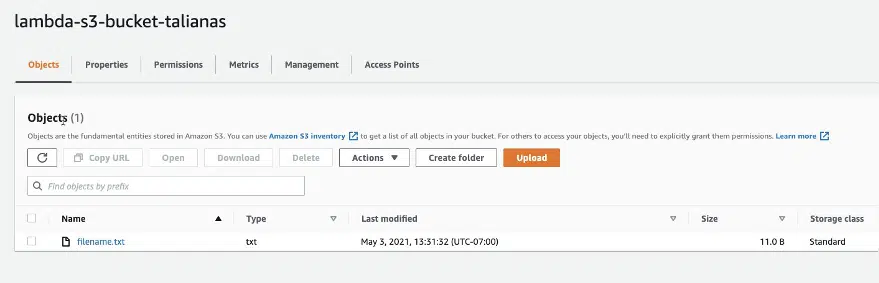 lambda-s3-bucket-talianas
Objects Properties Permissions Metrics Management Access Points
Objects (1)
Objects are the fundamental entities stored in Amazon S3. You can use Amazon S3 inventory to get a list of all objects in your bucket. For others to access your objects, you'll need to explicitly grant them permissions. Learn more
Copy URL Open Download Delete Actions Create folder Upload
Find objects by prefix
Name Type Last modified Size Storage class
filename.txt txt May 3, 2021, 13:31:32 (UTC-07:00) 11.0 B Standard